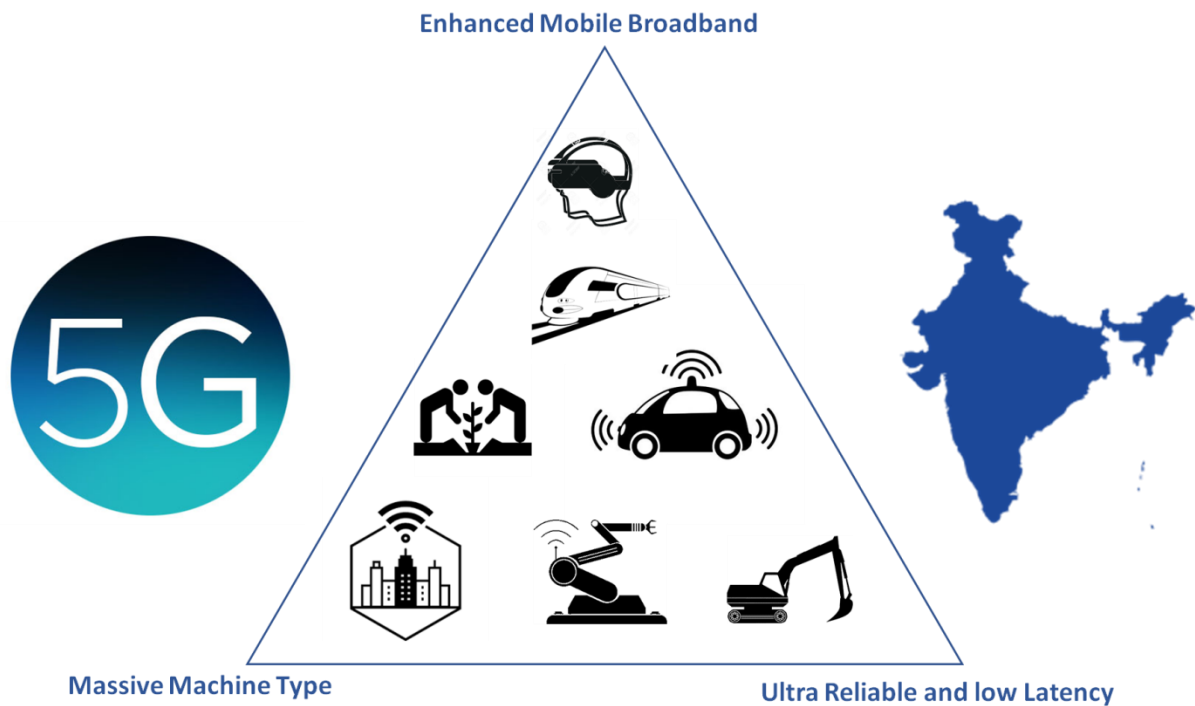 Enhanced Mobile Broadband
5G
Massive Machine Type
Ultra Reliable and low Latency